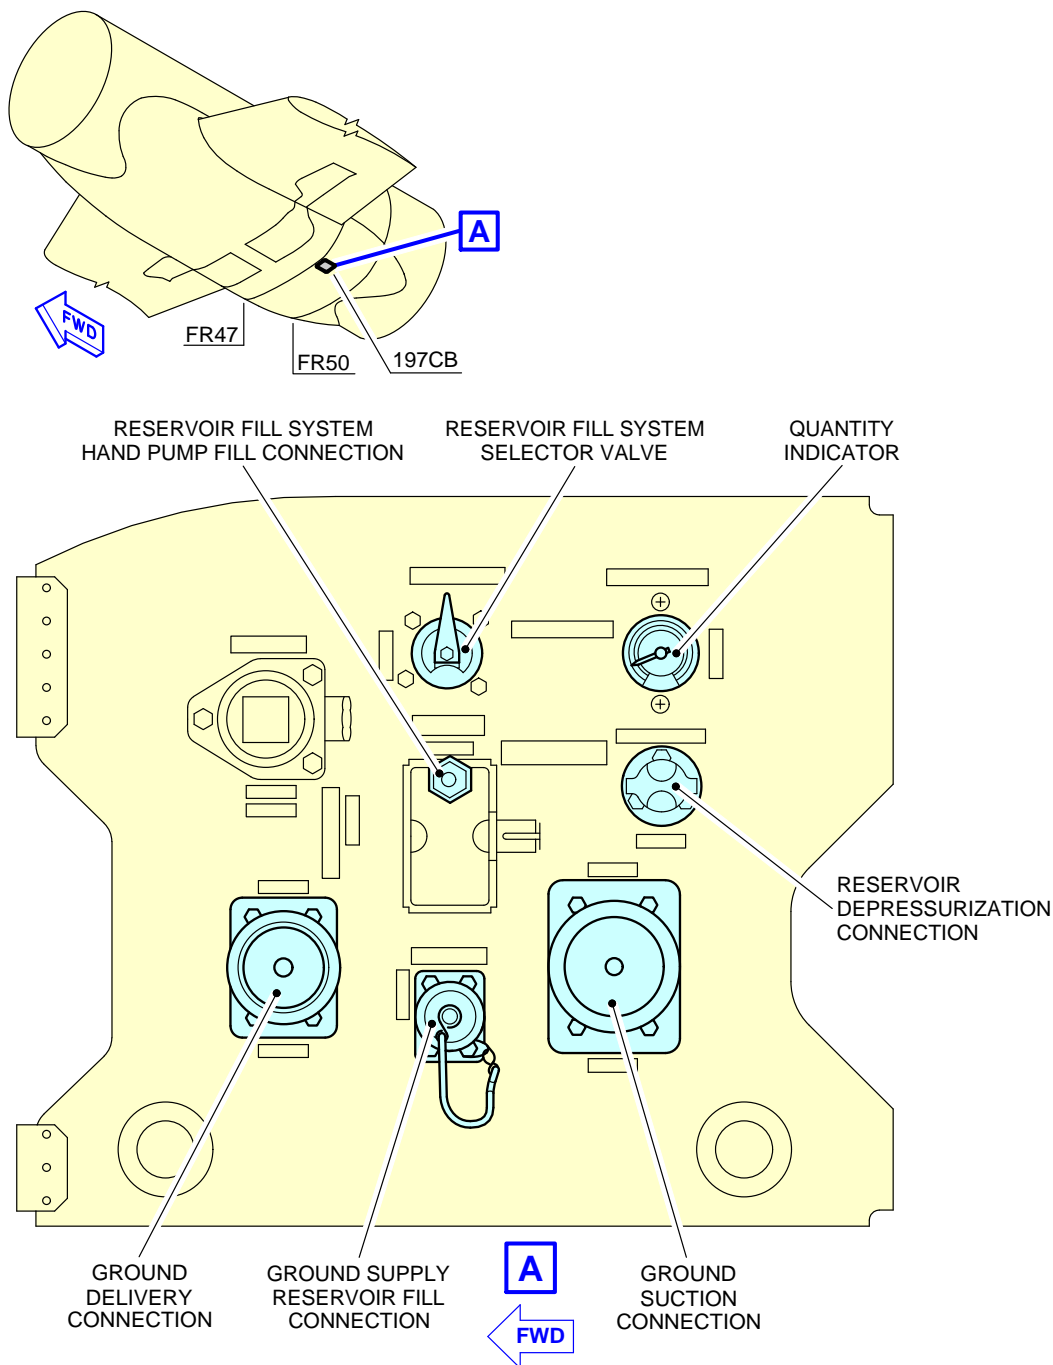 A
FWD
FR47
FR50
197CB
RESERVOIR FILL SYSTEM
HAND PUMP FILL CONNECTION
RESERVOIR FILL SYSTEM
SELECTOR VALVE
QUANTITY
INDICATOR
RESERVOIR
DEPRESSURIZATION
CONNECTION
GROUND
DELIVERY
CONNECTION
GROUND SUPPLY
RESERVOIR FILL
CONNECTION
A
FWD
GROUND
SUCTION
CONNECTION